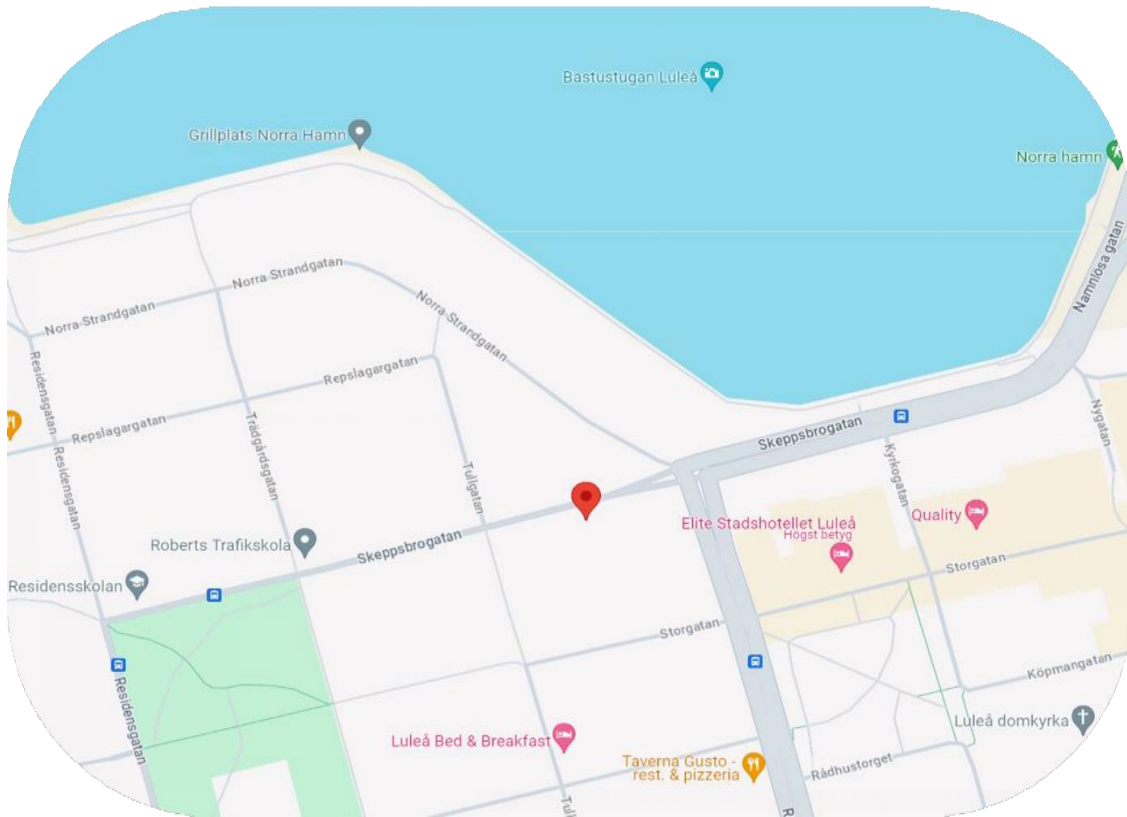 Bastustugan Luleå
Grillplats Norra Hamn
Norra hamn
Namnlösa gatan
Norra Strandgatan
Norra Strandgatan
Norra Strandgatan
Residensgatan
Repslagargatan
Repslagargatan
Trädgårdsgatan
Nygatan
Skeppsbrogatan
Kyrkogatan
Residensgatan
Tullgatan
Quality
Elite Stadshotellet Luleå
Högst betyg
Roberts Trafikskola
Skeppsbrogatan
Storgatan
Residensskolan
Storgatan
Köpmangatan
Residensgatan
Luleå domkyrka
Luleå Bed & Breakfast
Taverna Gusto -
rest. & pizzeria
Rådhustorget
Tul
R